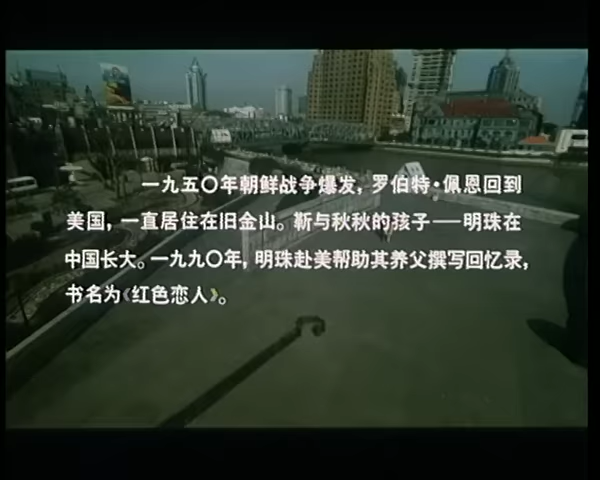 一九五〇年朝鲜战争爆发，罗伯特·佩恩回到
美国，一直居住在旧金山。靳与秋秋的孩子——明珠在
中国长大。一九九〇年，明珠赴美帮助其养父撰写回忆录，
书名为《红色恋人》。